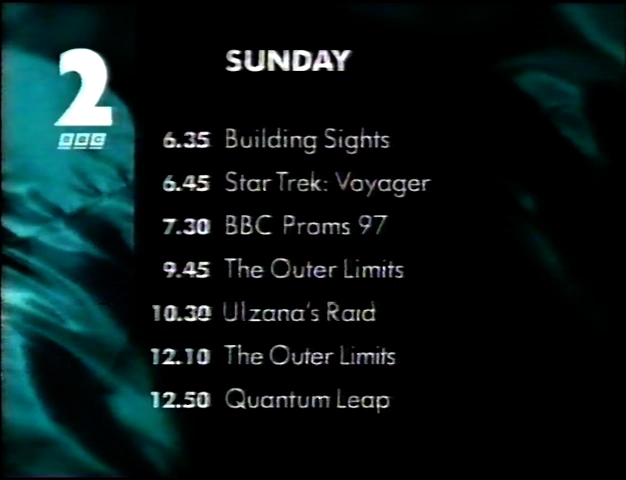 2
BBC
SUNDAY
6.35 Building Sights
6.45 Star Trek: Voyager
7.30 BBC Proms 97
9.45 The Outer Limits
10.30 Ulzana's Raid
12.10 The Outer Limits
12.50 Quantum Leap